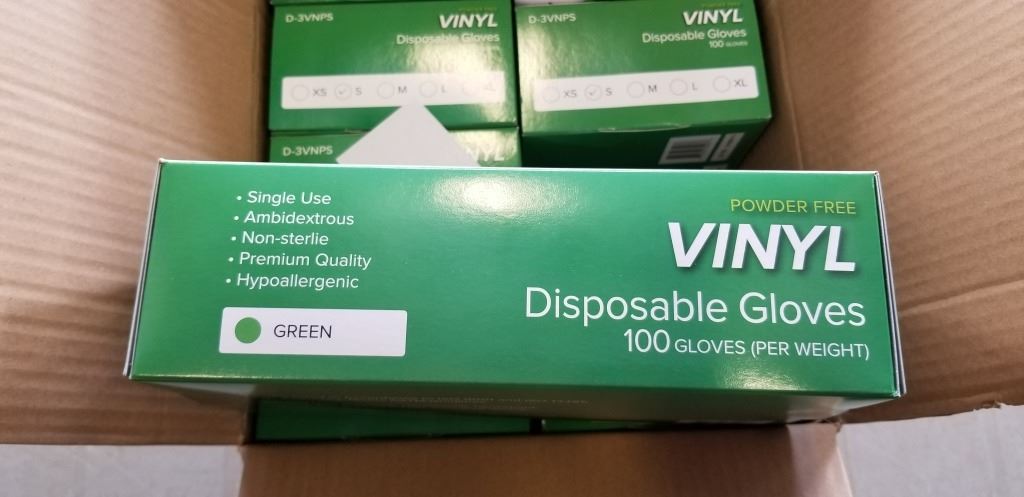 D-3VNPS
VINYL
Disposable Gloves
XS S M L XL
D-3VNPS
VINYL
Disposable Gloves
100 GLOVES
XS S M L XL
D-3VNPS
• Single Use
• Ambidextrous
• Non-sterlie
• Premium Quality
• Hypoallergenic
GREEN
POWDER FREE
VINYL
Disposable Gloves
100 GLOVES (PER WEIGHT)